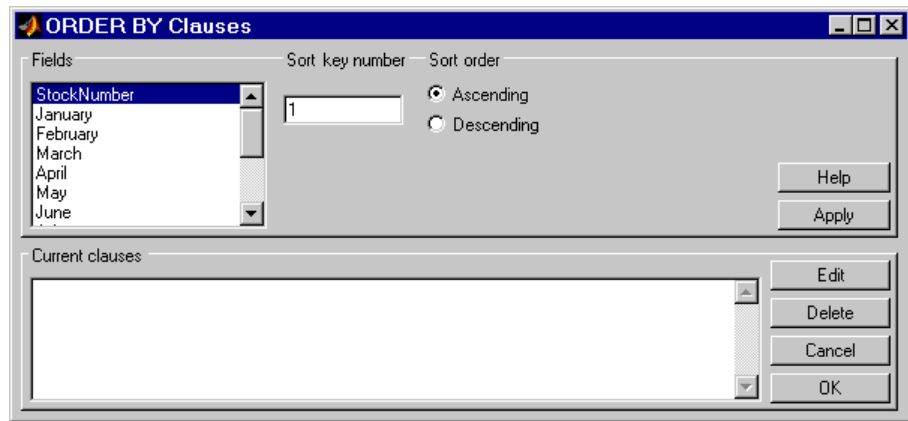 ORDER BY Clauses
Fields
Sort key number
Sort order
StockNumber
January
February
March
April
May
June
1
Ascending
Descending
Help
Apply
Current clauses
Edit
Delete
Cancel
OK